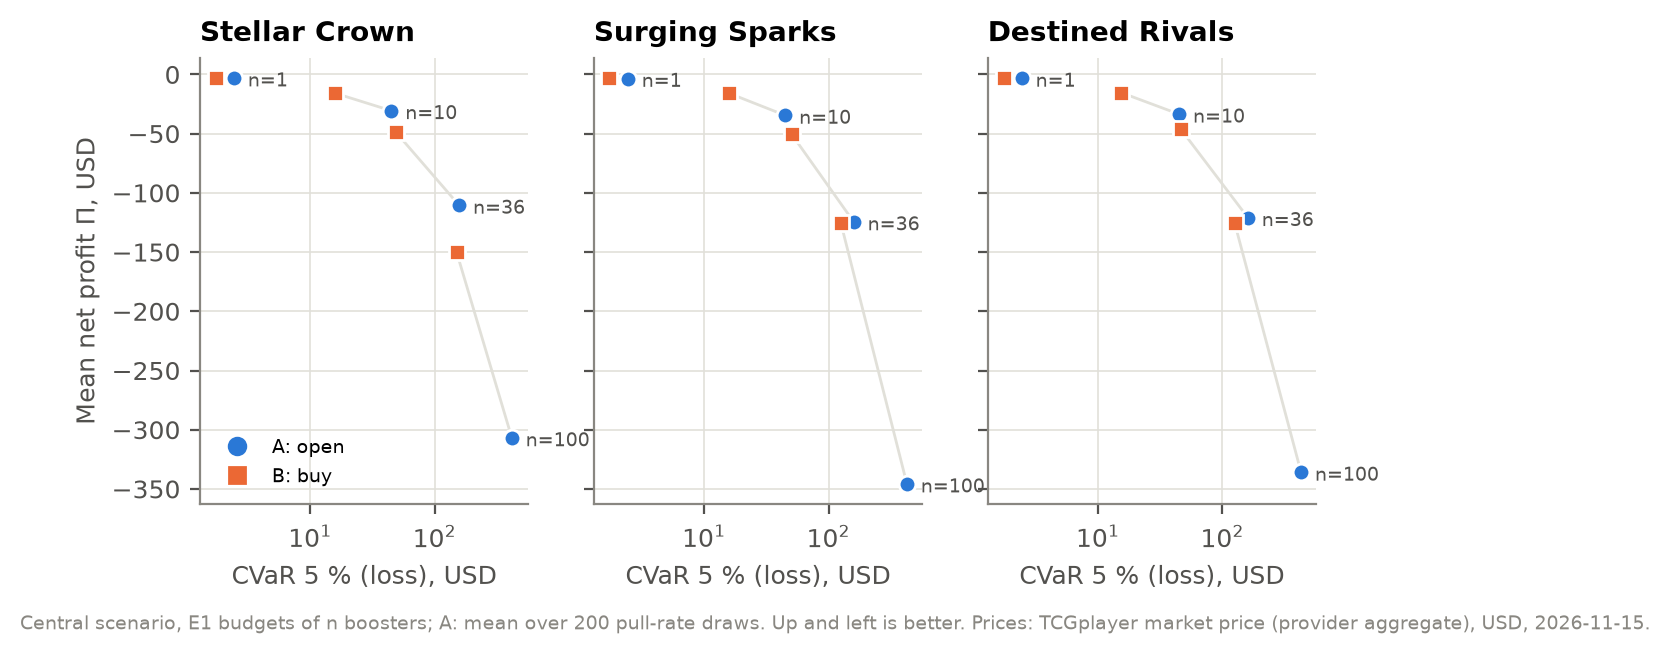 Stellar Crown
Surging Sparks
Destined Rivals
Mean net profit Π, USD
0
−50
−100
−150
−200
−250
−300
−350
n=1
n=10
n=36
n=100
A: open
B: buy
10¹
10²
CVaR 5 % (loss), USD
n=1
n=10
n=36
n=100
10¹
10²
CVaR 5 % (loss), USD
n=1
n=10
n=36
n=100
10¹
10²
CVaR 5 % (loss), USD
Central scenario, E1 budgets of n boosters; A: mean over 200 pull-rate draws. Up and left is better. Prices: TCGplayer market price (provider aggregate), USD, 2026-11-15.